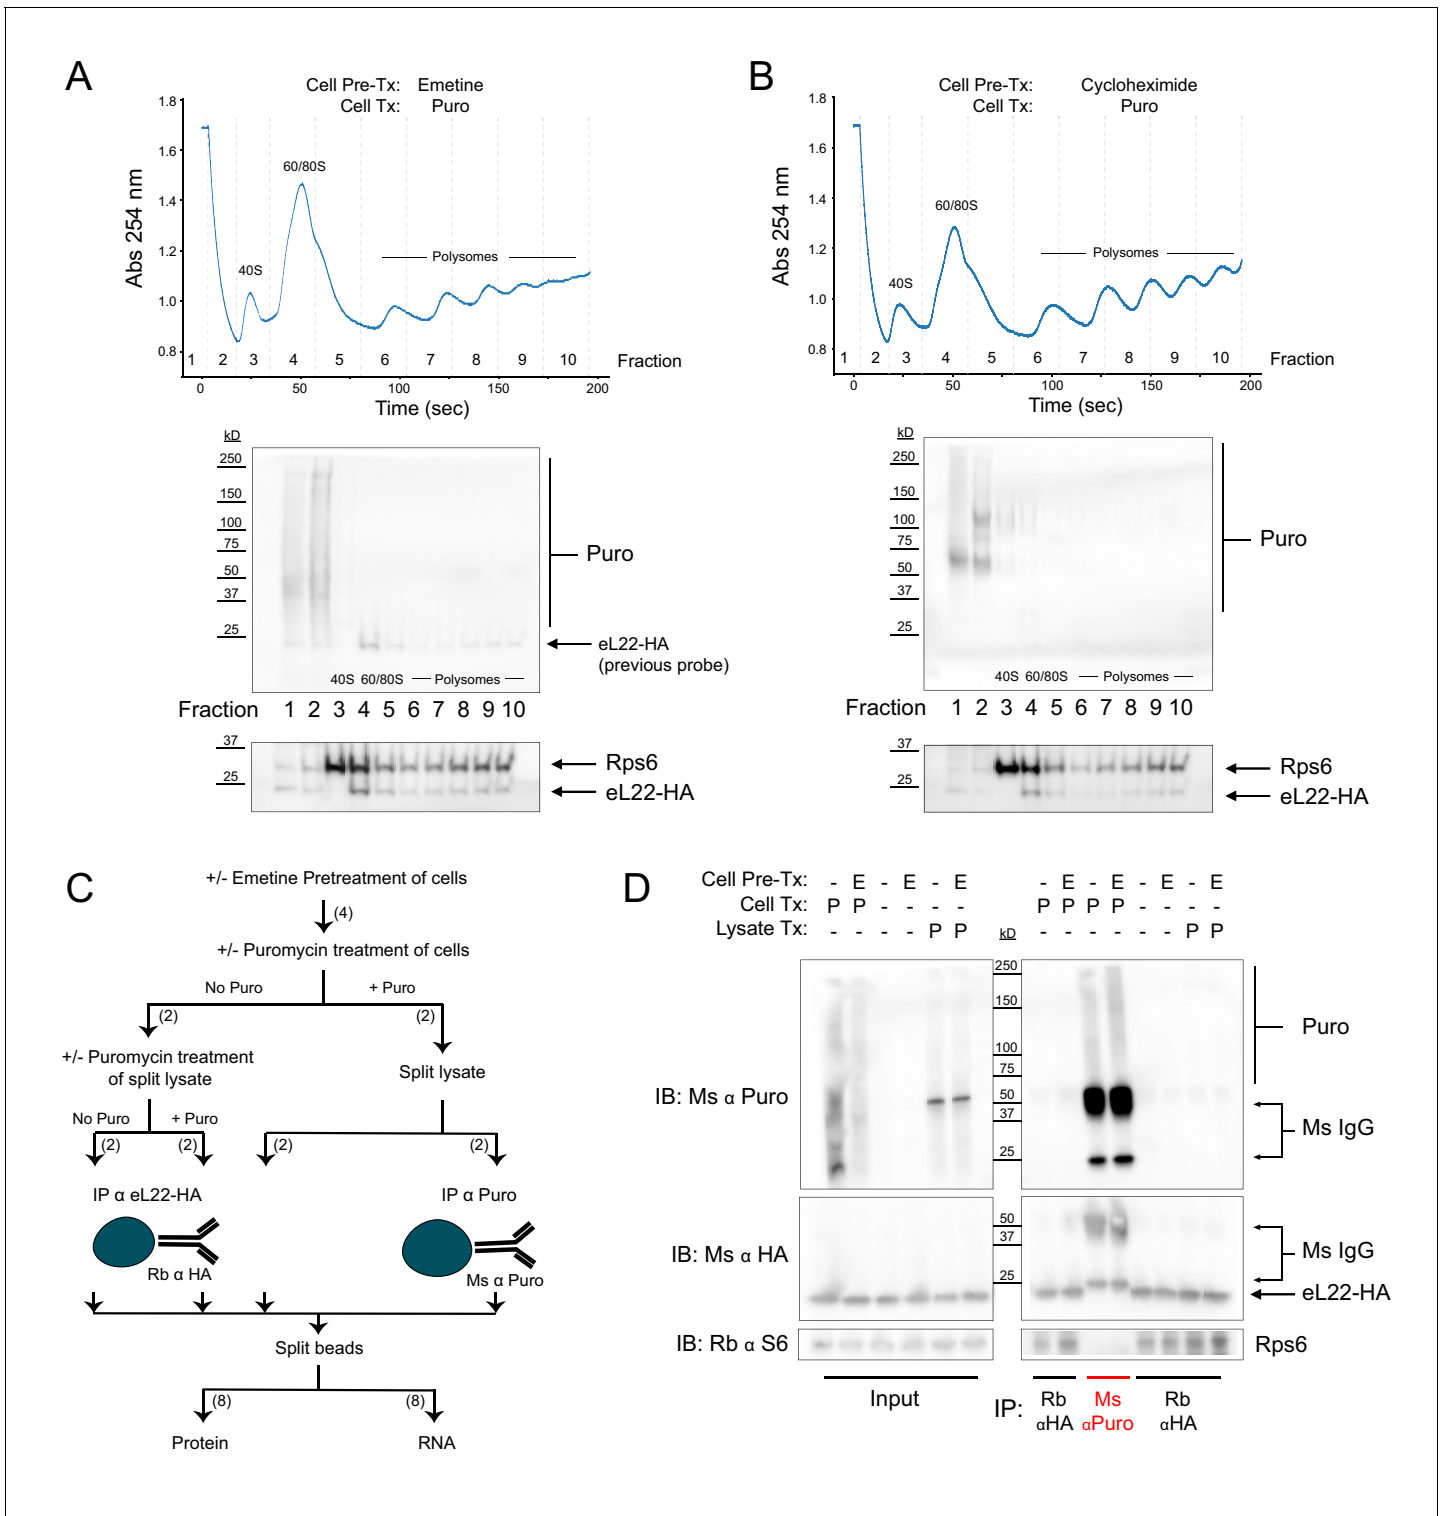 A
Cell Pre-Tx: Emetine
Cell Tx: Puro
1.8
1.6
1.4
1.2
1.0
1.8
Abs 254 nm
60/80S
40S
Polysomes
1 2 3 4 5 6 7 8 9 10 Fraction
0 50 100 150 200
Time (sec)
kD
250
150
100
75
50
37
25
Puro
eL22-HA
(previous probe)
40S 60/80S Polysomes
Fraction 1 2 3 4 5 6 7 8 9 10
37
25
Rps6
eL22-HA
B
Cell Pre-Tx: Cycloheximide
Cell Tx: Puro
1.8
1.6
1.4
1.2
1.0
0.8
Abs 254 nm
60/80S
40S
Polysomes
1 2 3 4 5 6 7 8 9 10 Fraction
0 50 100 150 200
Time (sec)
kD
250
150
100
75
50
37
25
Puro
40S 60/80S Polysomes
Fraction 1 2 3 4 5 6 7 8 9 10
37
25
Rps6
eL22-HA
C
+/- Emetine Pretreatment of cells
(4)
+/- Puromycin treatment of cells
No Puro + Puro
(2) (2)
+/- Puromycin treatment
of split lysate
Split lysate
No Puro + Puro
(2) (2) (2) (2)
IP α eL22-HA IP α Puro
Rb α HA Ms α Puro
Split beads
(8) (8)
Protein RNA
D
Cell Pre-Tx: - E - E - E - E - E - E - E
Cell Tx: P P - - - - P P P P - - - -
Lysate Tx: - - - - P P kD - - - - - - P P
250
150
100
75
50
37
25
IB: Ms α Puro
Puro
Ms IgG
50
37
25
IB: Ms α HA
Ms IgG
eL22-HA
IB: Rb α S6
Rps6
Input
IP: Rb αHA Ms αPuro Rb αHA